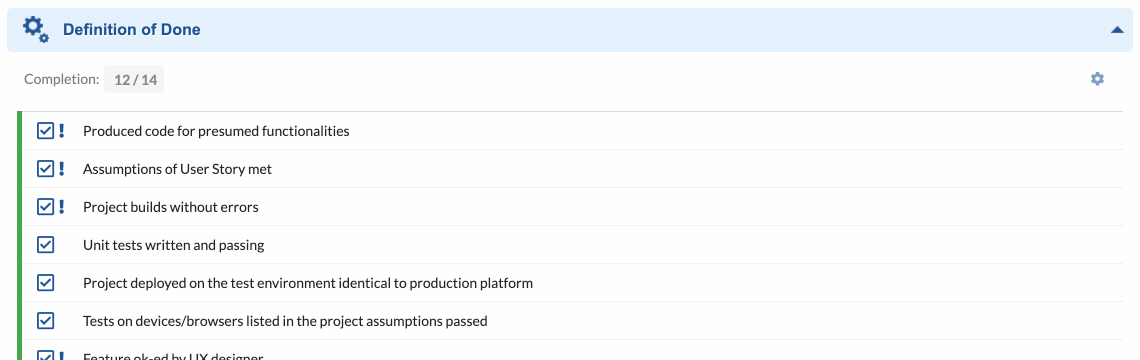 Definition of Done
Completion: 12 / 14
! Produced code for presumed functionalities
! Assumptions of User Story met
! Project builds without errors
Unit tests written and passing
Project deployed on the test environment identical to production platform
Tests on devices/browsers listed in the project assumptions passed
! Feature ok-ed by UX designer